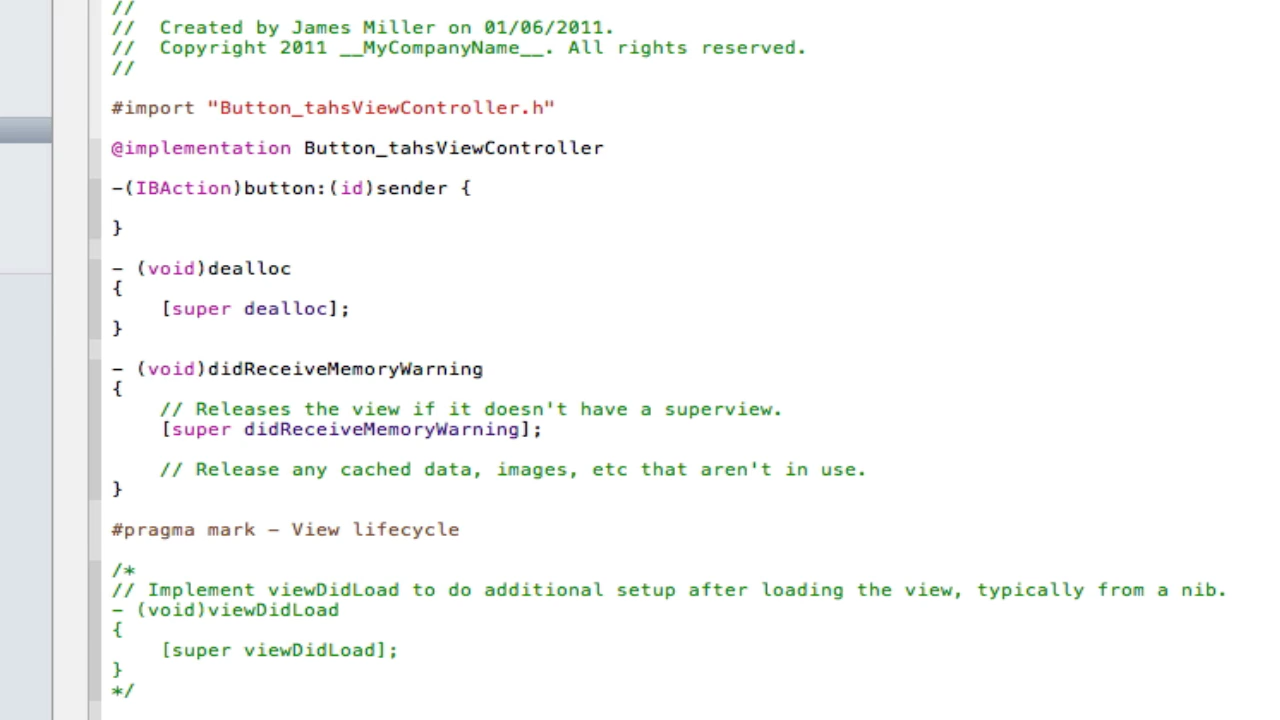 //
//  Created by James Miller on 01/06/2011.
//  Copyright 2011 __MyCompanyName__. All rights reserved.
//
#import "Button_tahsViewController.h"
@implementation Button_tahsViewController
-(IBAction)button:(id)sender {
}
- (void)dealloc
{
    [super dealloc];
}
- (void)didReceiveMemoryWarning
{
    // Releases the view if it doesn't have a superview.
    [super didReceiveMemoryWarning];
    // Release any cached data, images, etc that aren't in use.
}
#pragma mark - View lifecycle
/*
// Implement viewDidLoad to do additional setup after loading the view, typically from a nib.
- (void)viewDidLoad
{
    [super viewDidLoad];
}
*/